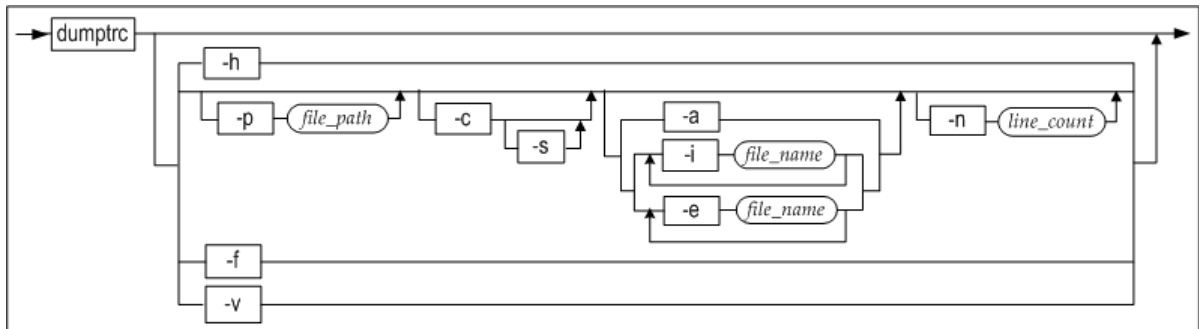 dumptrc
-h
-p file_path -c -s -a -n line_count
-i file_name
-e file_name
-f
-v